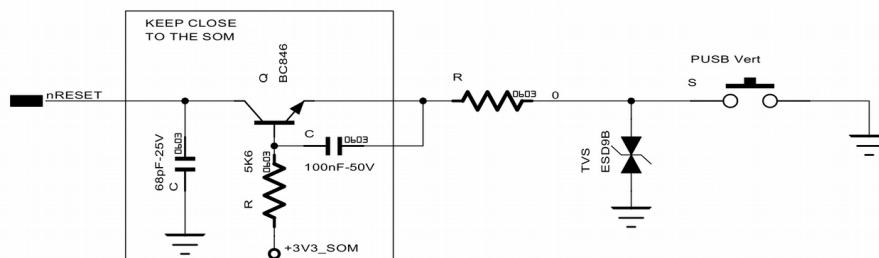 KEEP CLOSE
TO THE SOM
nRESET
Q
BC846
R
0603
0
PUSB Vert
S
68pF-25V
C
0603
R
5K6
0603
C
0603
100nF-50V
TVS
ESD9B
+3V3_SOM